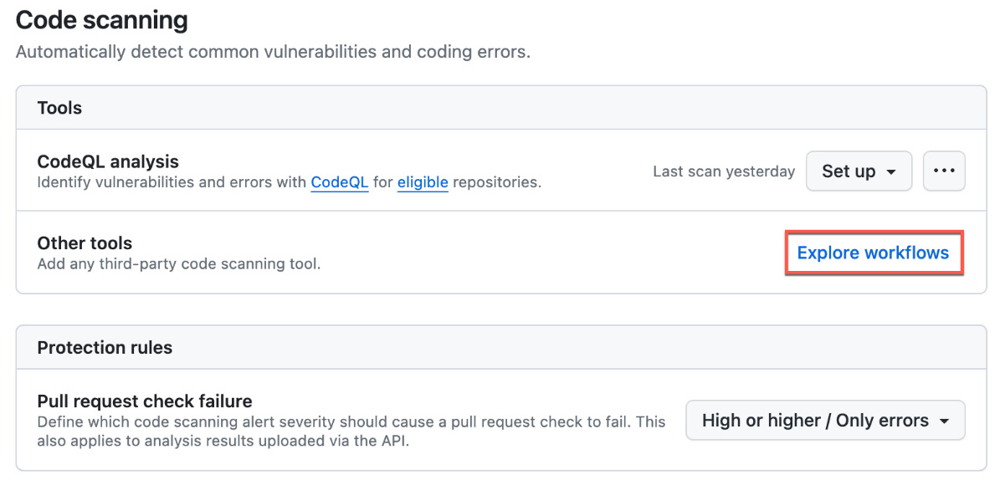 Code scanning
Automatically detect common vulnerabilities and coding errors.
Tools
CodeQL analysis
Identify vulnerabilities and errors with CodeQL for eligible repositories.
Last scan yesterday
Set up
Other tools
Add any third-party code scanning tool.
Explore workflows
Protection rules
Pull request check failure
Define which code scanning alert severity should cause a pull request check to fail. This
also applies to analysis results uploaded via the API.
High or higher / Only errors